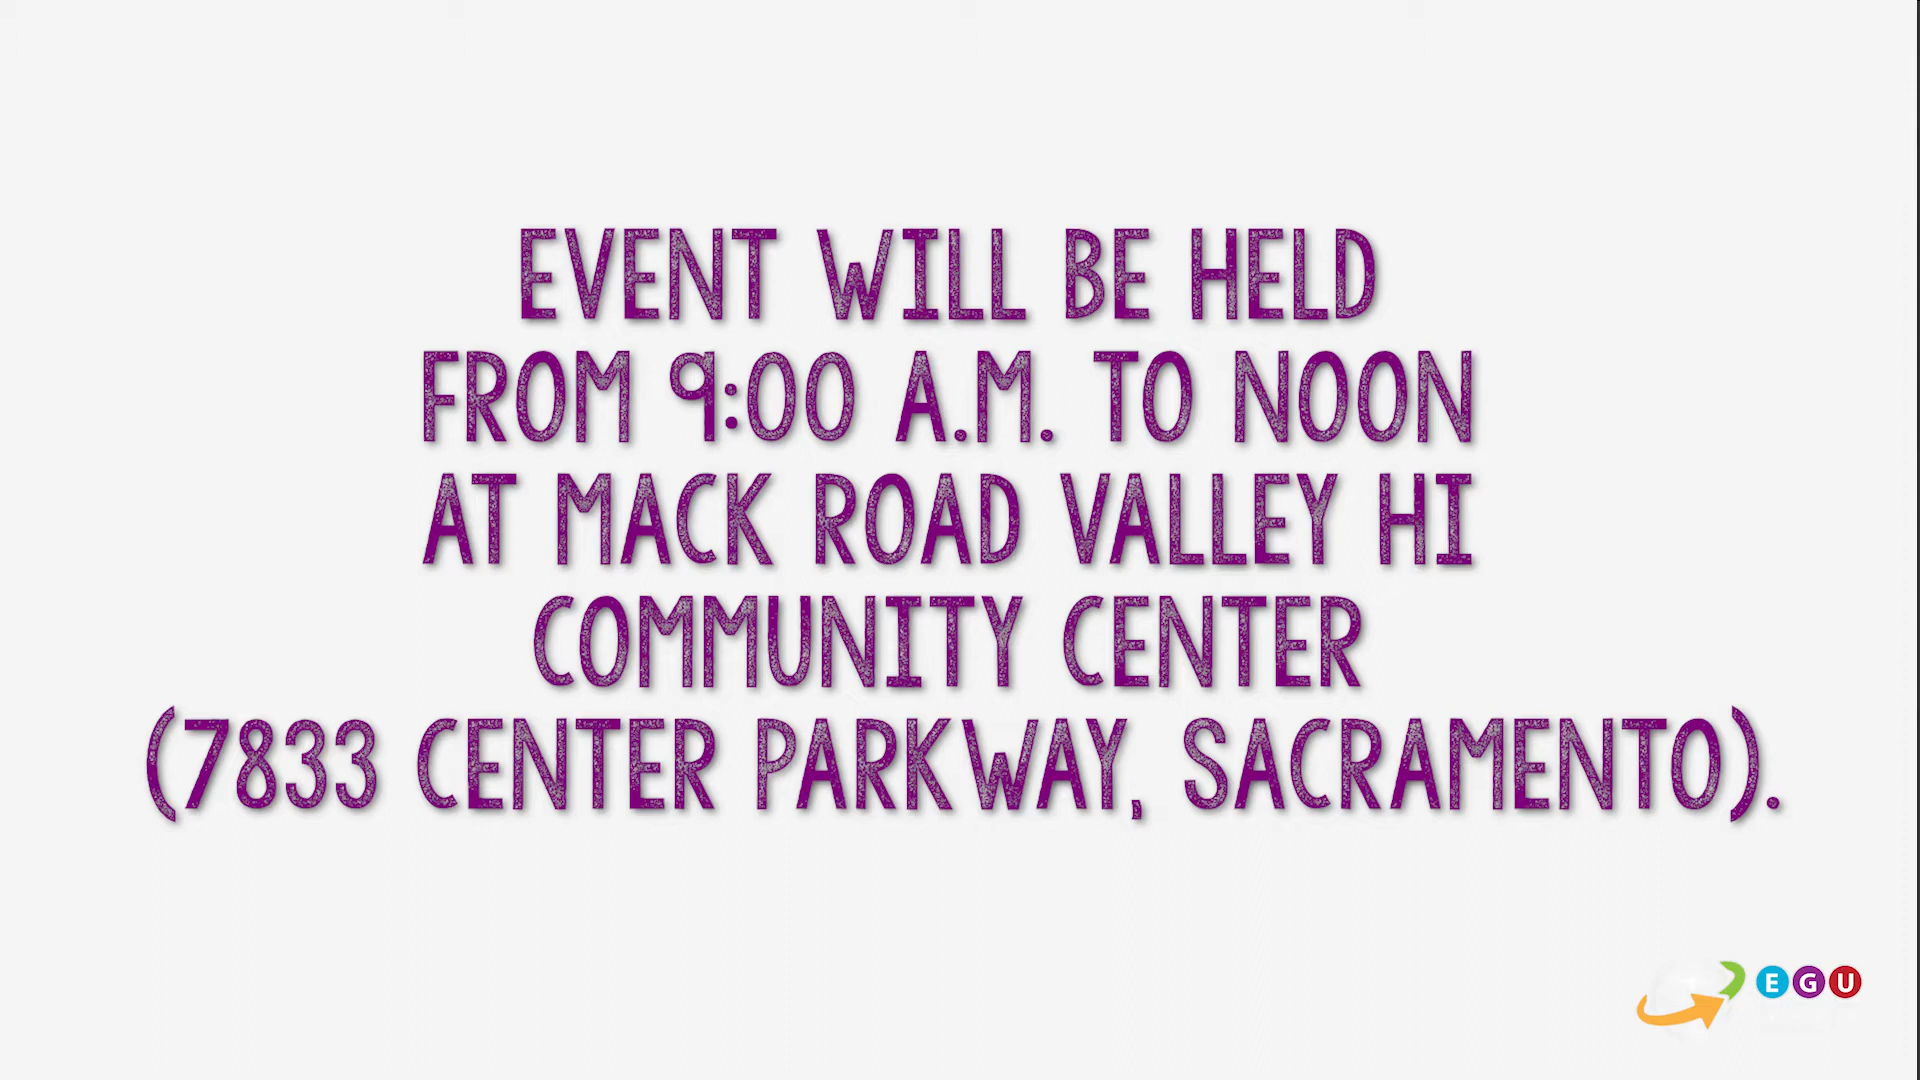 EVENT WILL BE HELD
FROM 9:00 A.M. TO NOON
AT MACK ROAD VALLEY HI
COMMUNITY CENTER
(7833 CENTER PARKWAY, SACRAMENTO).
EGU